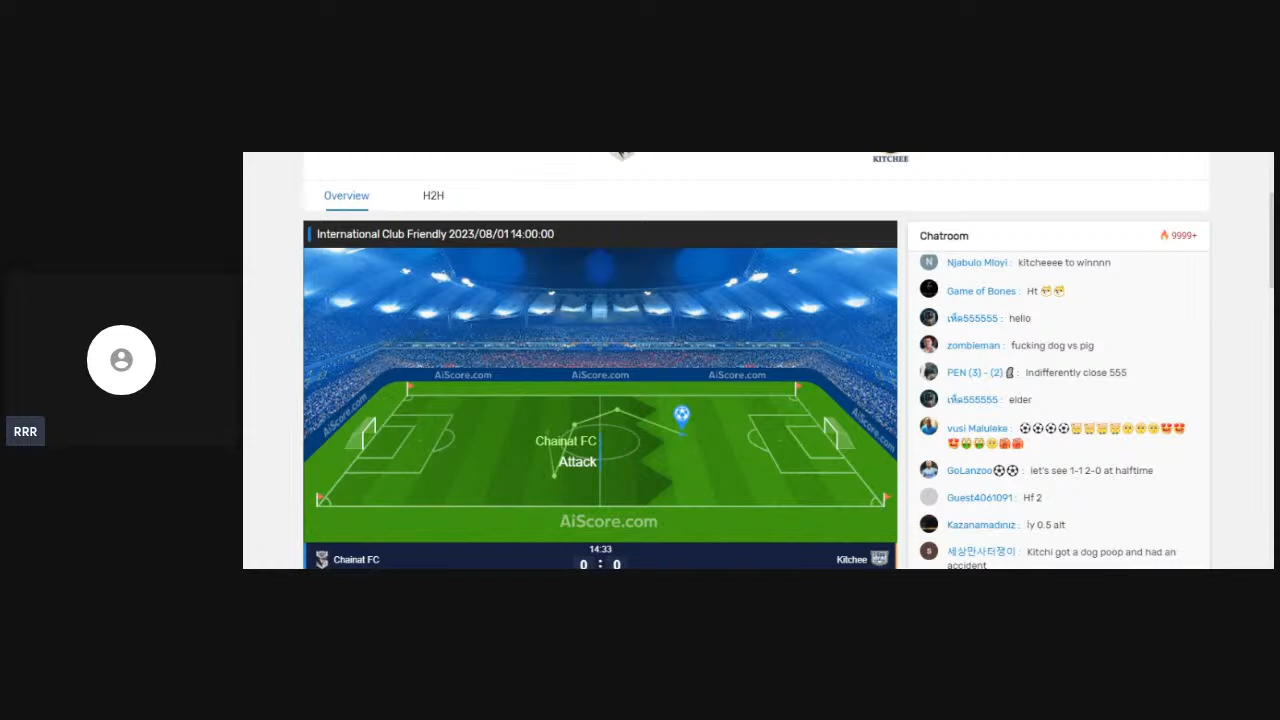 KITCHEE
Overview H2H
International Club Friendly 2023/08/01 14:00:00
AiScore.com AiScore.com AiScore.com
AiScore.com AiScore.com
Chainat FC
Attack
AiScore.com
14:33
Chainat FC 0 : 0 Kitchee
RRR
Chatroom 9999+
N Njabulo Mloyi : kitcheeee to winnnn
Game of Bones : Ht
เห็ด555555 : hello
zombieman : fucking dog vs pig
PEN (3) - (2) : Indifferently close 555
เห็ด555555 : elder
vusi Maluleke :
GoLanzoo : let's see 1-1 2-0 at halftime
Guest4061091 : Hf 2
Kazanamadınız : İy 0.5 alt
S 세상만사터쟁이 : Kitchi got a dog poop and had an
accident